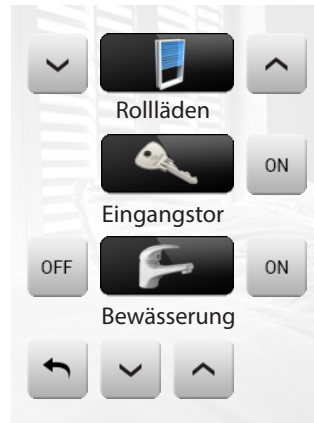 Rollläden
ON
Eingangstor
OFF ON
Bewässerung